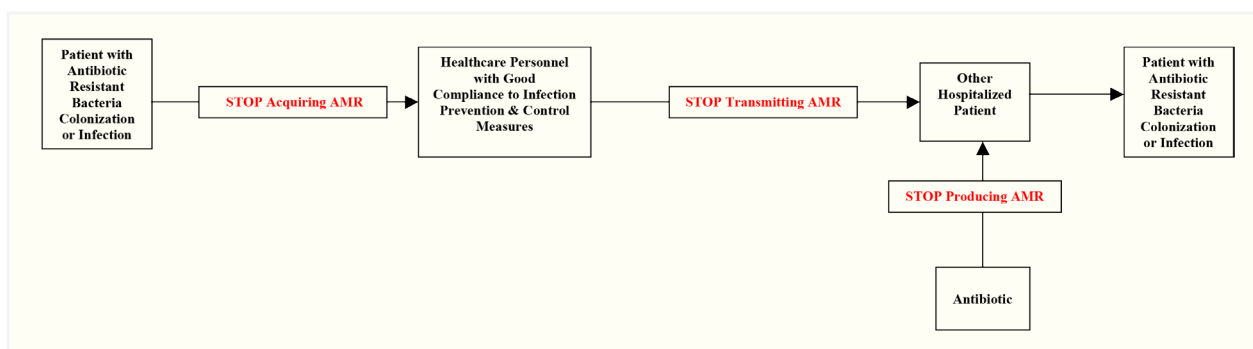 Patient with
Antibiotic
Resistant
Bacteria
Colonization
or Infection
STOP Acquiring AMR
Healthcare Personnel
with Good
Compliance to Infection
Prevention & Control
Measures
STOP Transmitting AMR
Other
Hospitalized
Patient
Patient with
Antibiotic
Resistant
Bacteria
Colonization
or Infection
STOP Producing AMR
Antibiotic